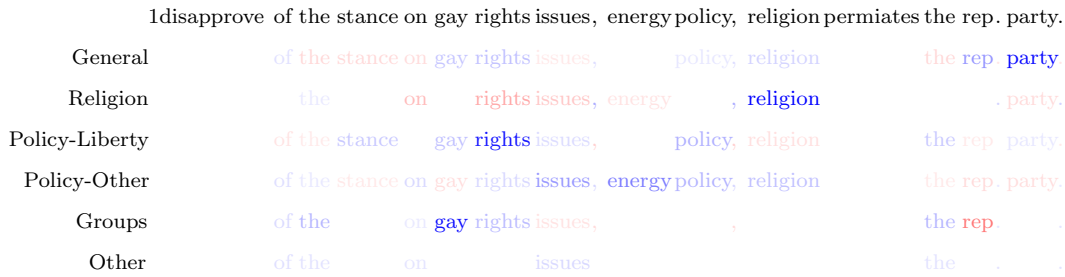 1disapprove of the stance on gay rights issues, energy policy, religion permiates the rep. party.
General of the stance on gay rights issues, policy, religion the rep. party.
Religion the on rights issues, energy , religion . party.
Policy-Liberty of the stance gay rights issues, policy, religion the rep party.
Policy-Other of the stance on gay rights issues, energy policy, religion the rep. party.
Groups of the on gay rights issues, , the rep. .
Other of the on issues the . .